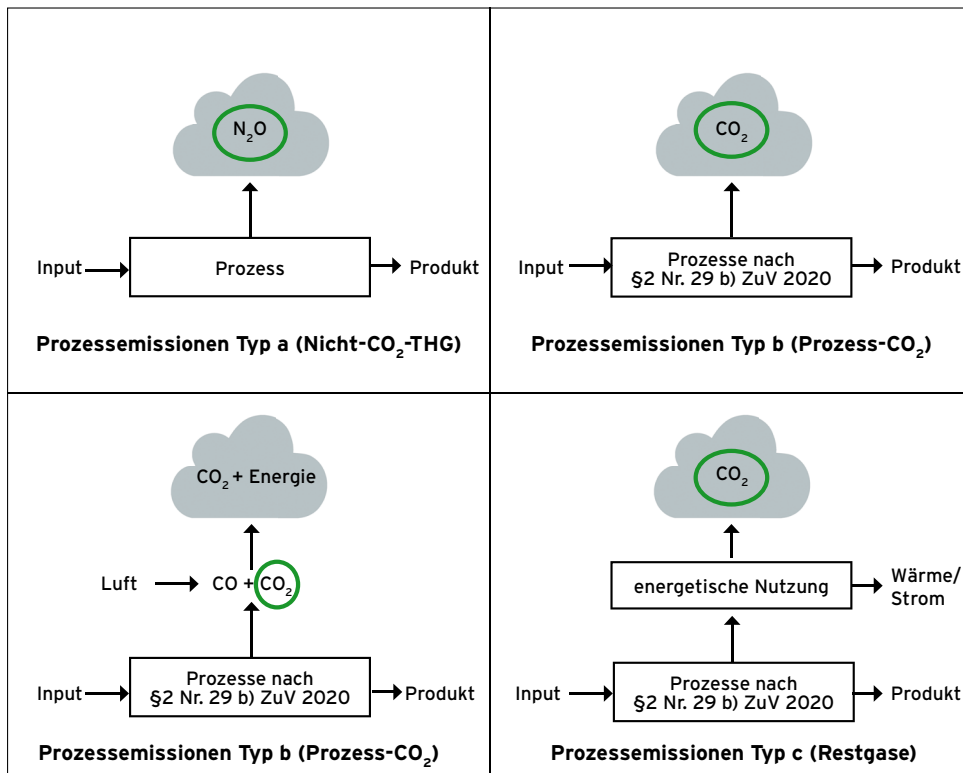 N₂O
Input
Prozess
Produkt
Prozessemissionen Typ a (Nicht-CO₂-THG)
CO₂
Input
Prozesse nach
§2 Nr. 29 b) ZuV 2020
Produkt
Prozessemissionen Typ b (Prozess-CO₂)
CO₂ + Energie
Luft
CO + CO₂
Input
Prozesse nach
§2 Nr. 29 b) ZuV 2020
Produkt
Prozessemissionen Typ b (Prozess-CO₂)
CO₂
energetische Nutzung
Wärme/
Strom
Input
Prozesse nach
§2 Nr. 29 b) ZuV 2020
Produkt
Prozessemissionen Typ c (Restgase)